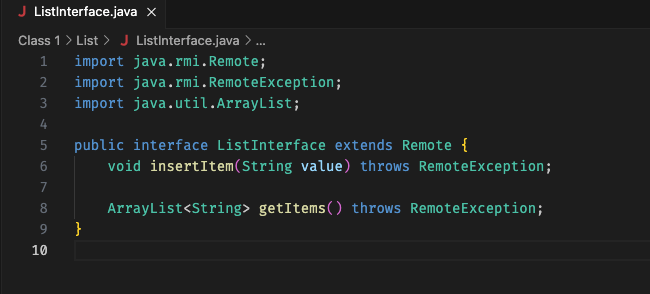 J ListInterface.java ×
Class 1 > List > J ListInterface.java > ...
1 import java.rmi.Remote;
2 import java.rmi.RemoteException;
3 import java.util.ArrayList;
4
5 public interface ListInterface extends Remote {
6     void insertItem(String value) throws RemoteException;
7
8     ArrayList<String> getItems() throws RemoteException;
9 }
10